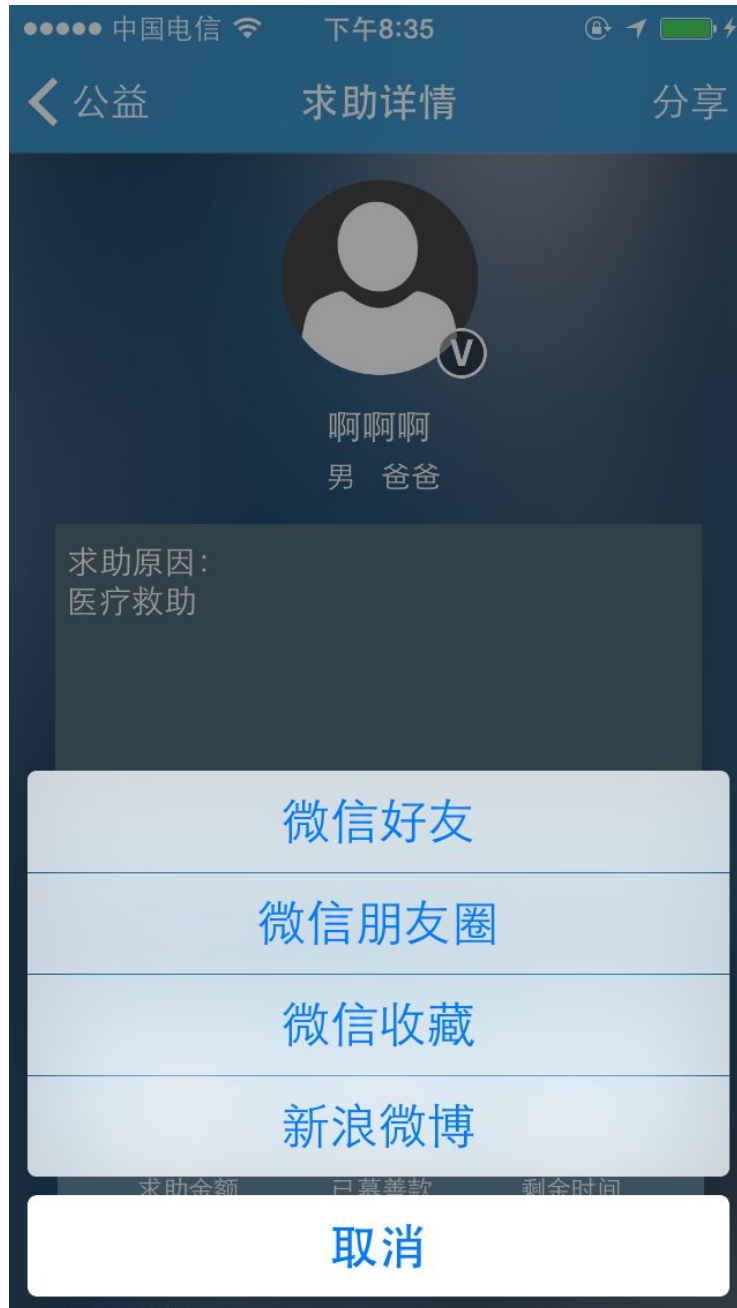 中国电信 下午8:35
公益 求助详情 分享
V
啊啊啊
男 爸爸
求助原因：
医疗救助
微信好友
微信朋友圈
微信收藏
新浪微博
求助金额 已募善款 剩余时间
取消